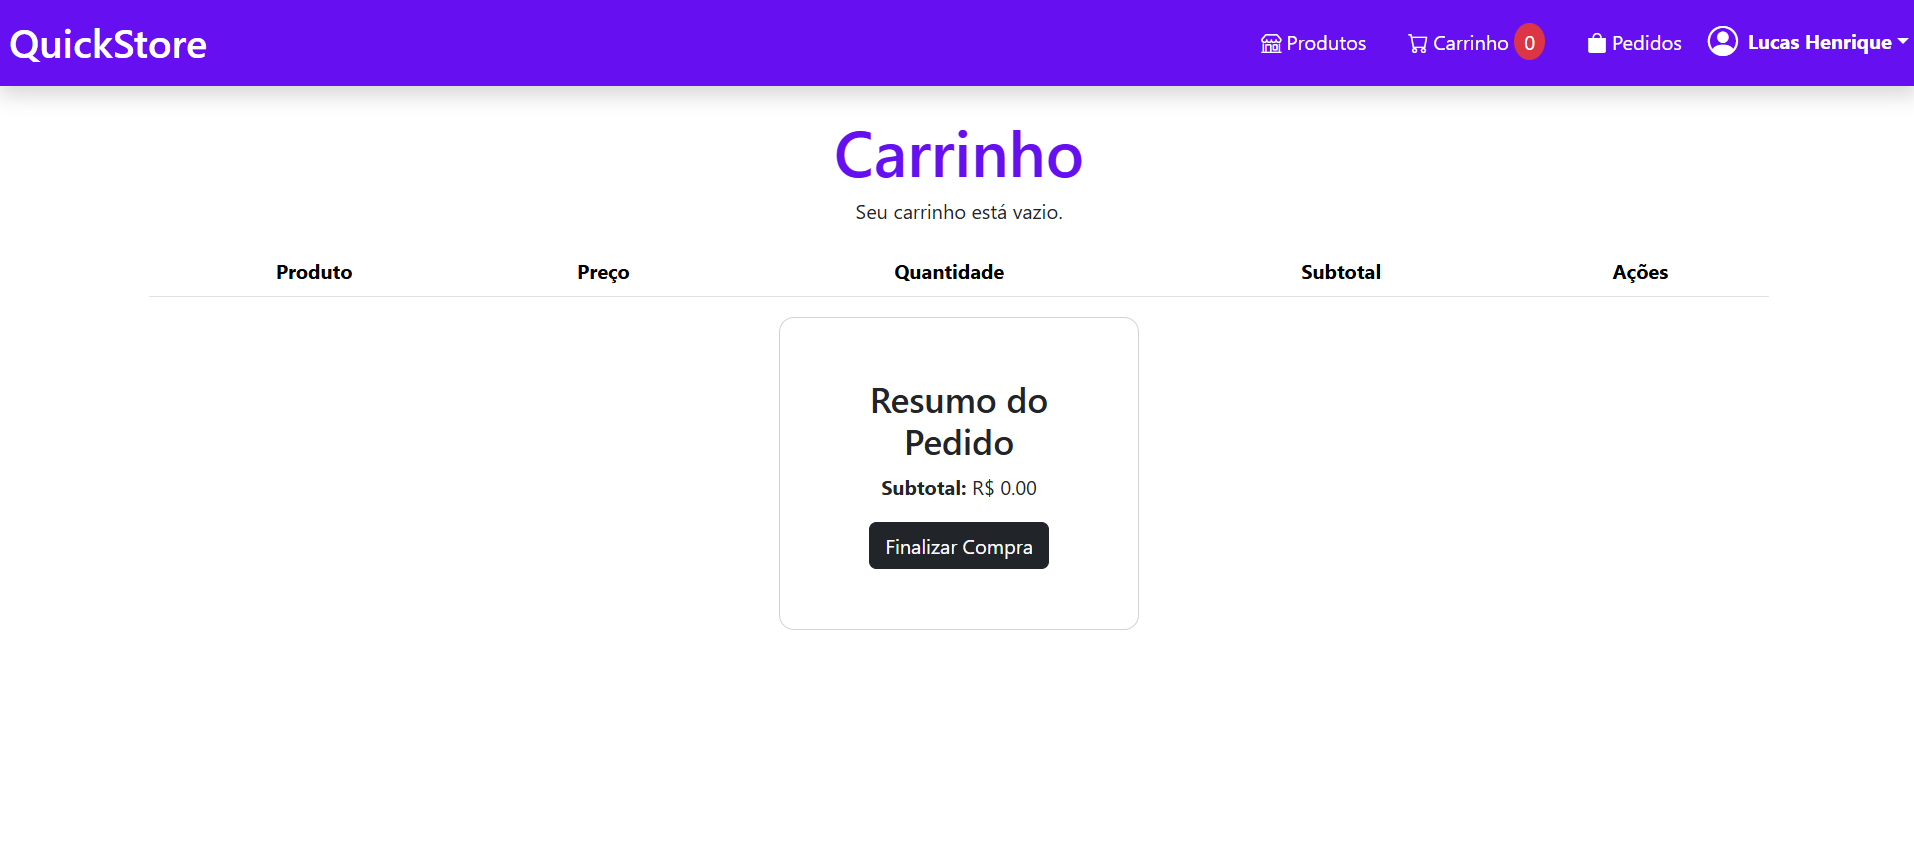 QuickStore
Produtos
Carrinho 0
Pedidos
Lucas Henrique
Carrinho
Seu carrinho está vazio.
Produto Preço Quantidade Subtotal Ações
Resumo do
Pedido
Subtotal: R$ 0.00
Finalizar Compra